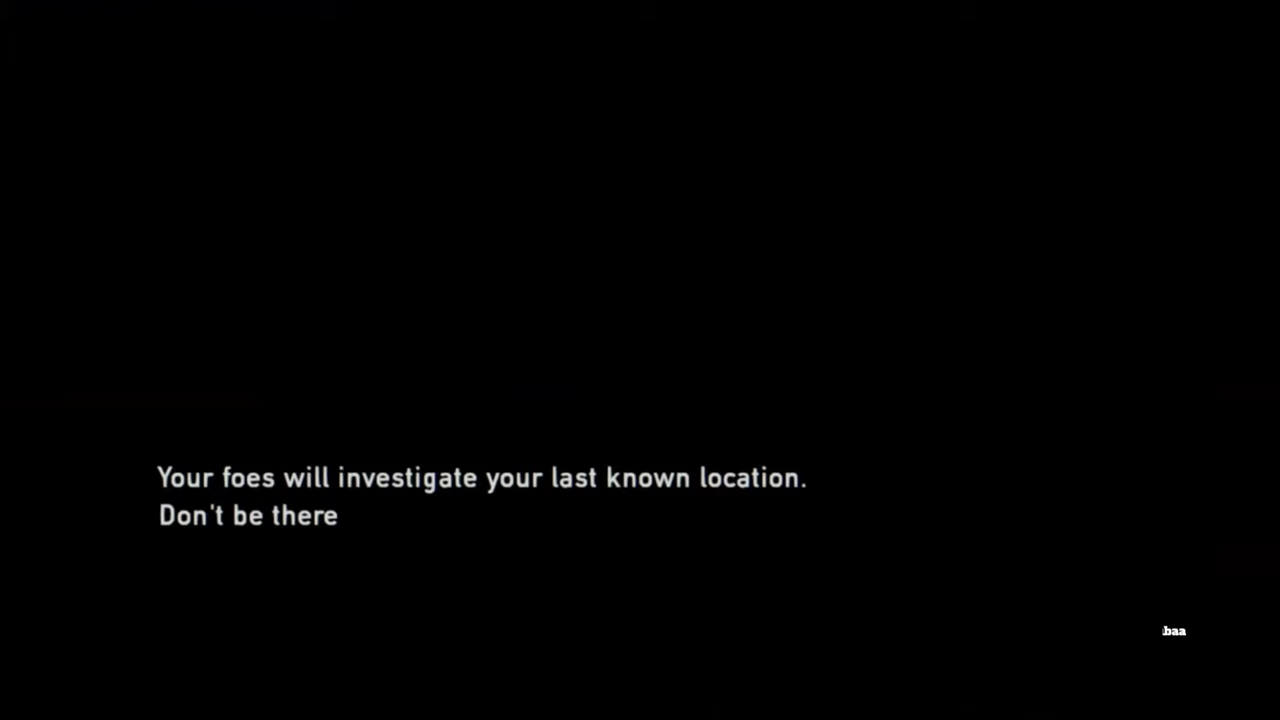 Your foes will investigate your last known location.
Don't be there
baa